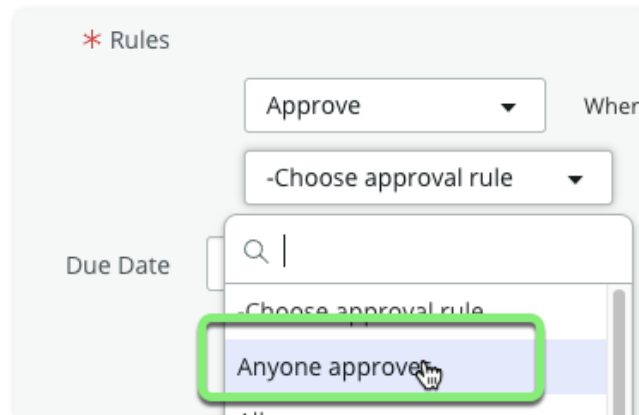 * Rules
Approve
-Choose approval rule
Due Date
-Choose approval rule
Anyone approves